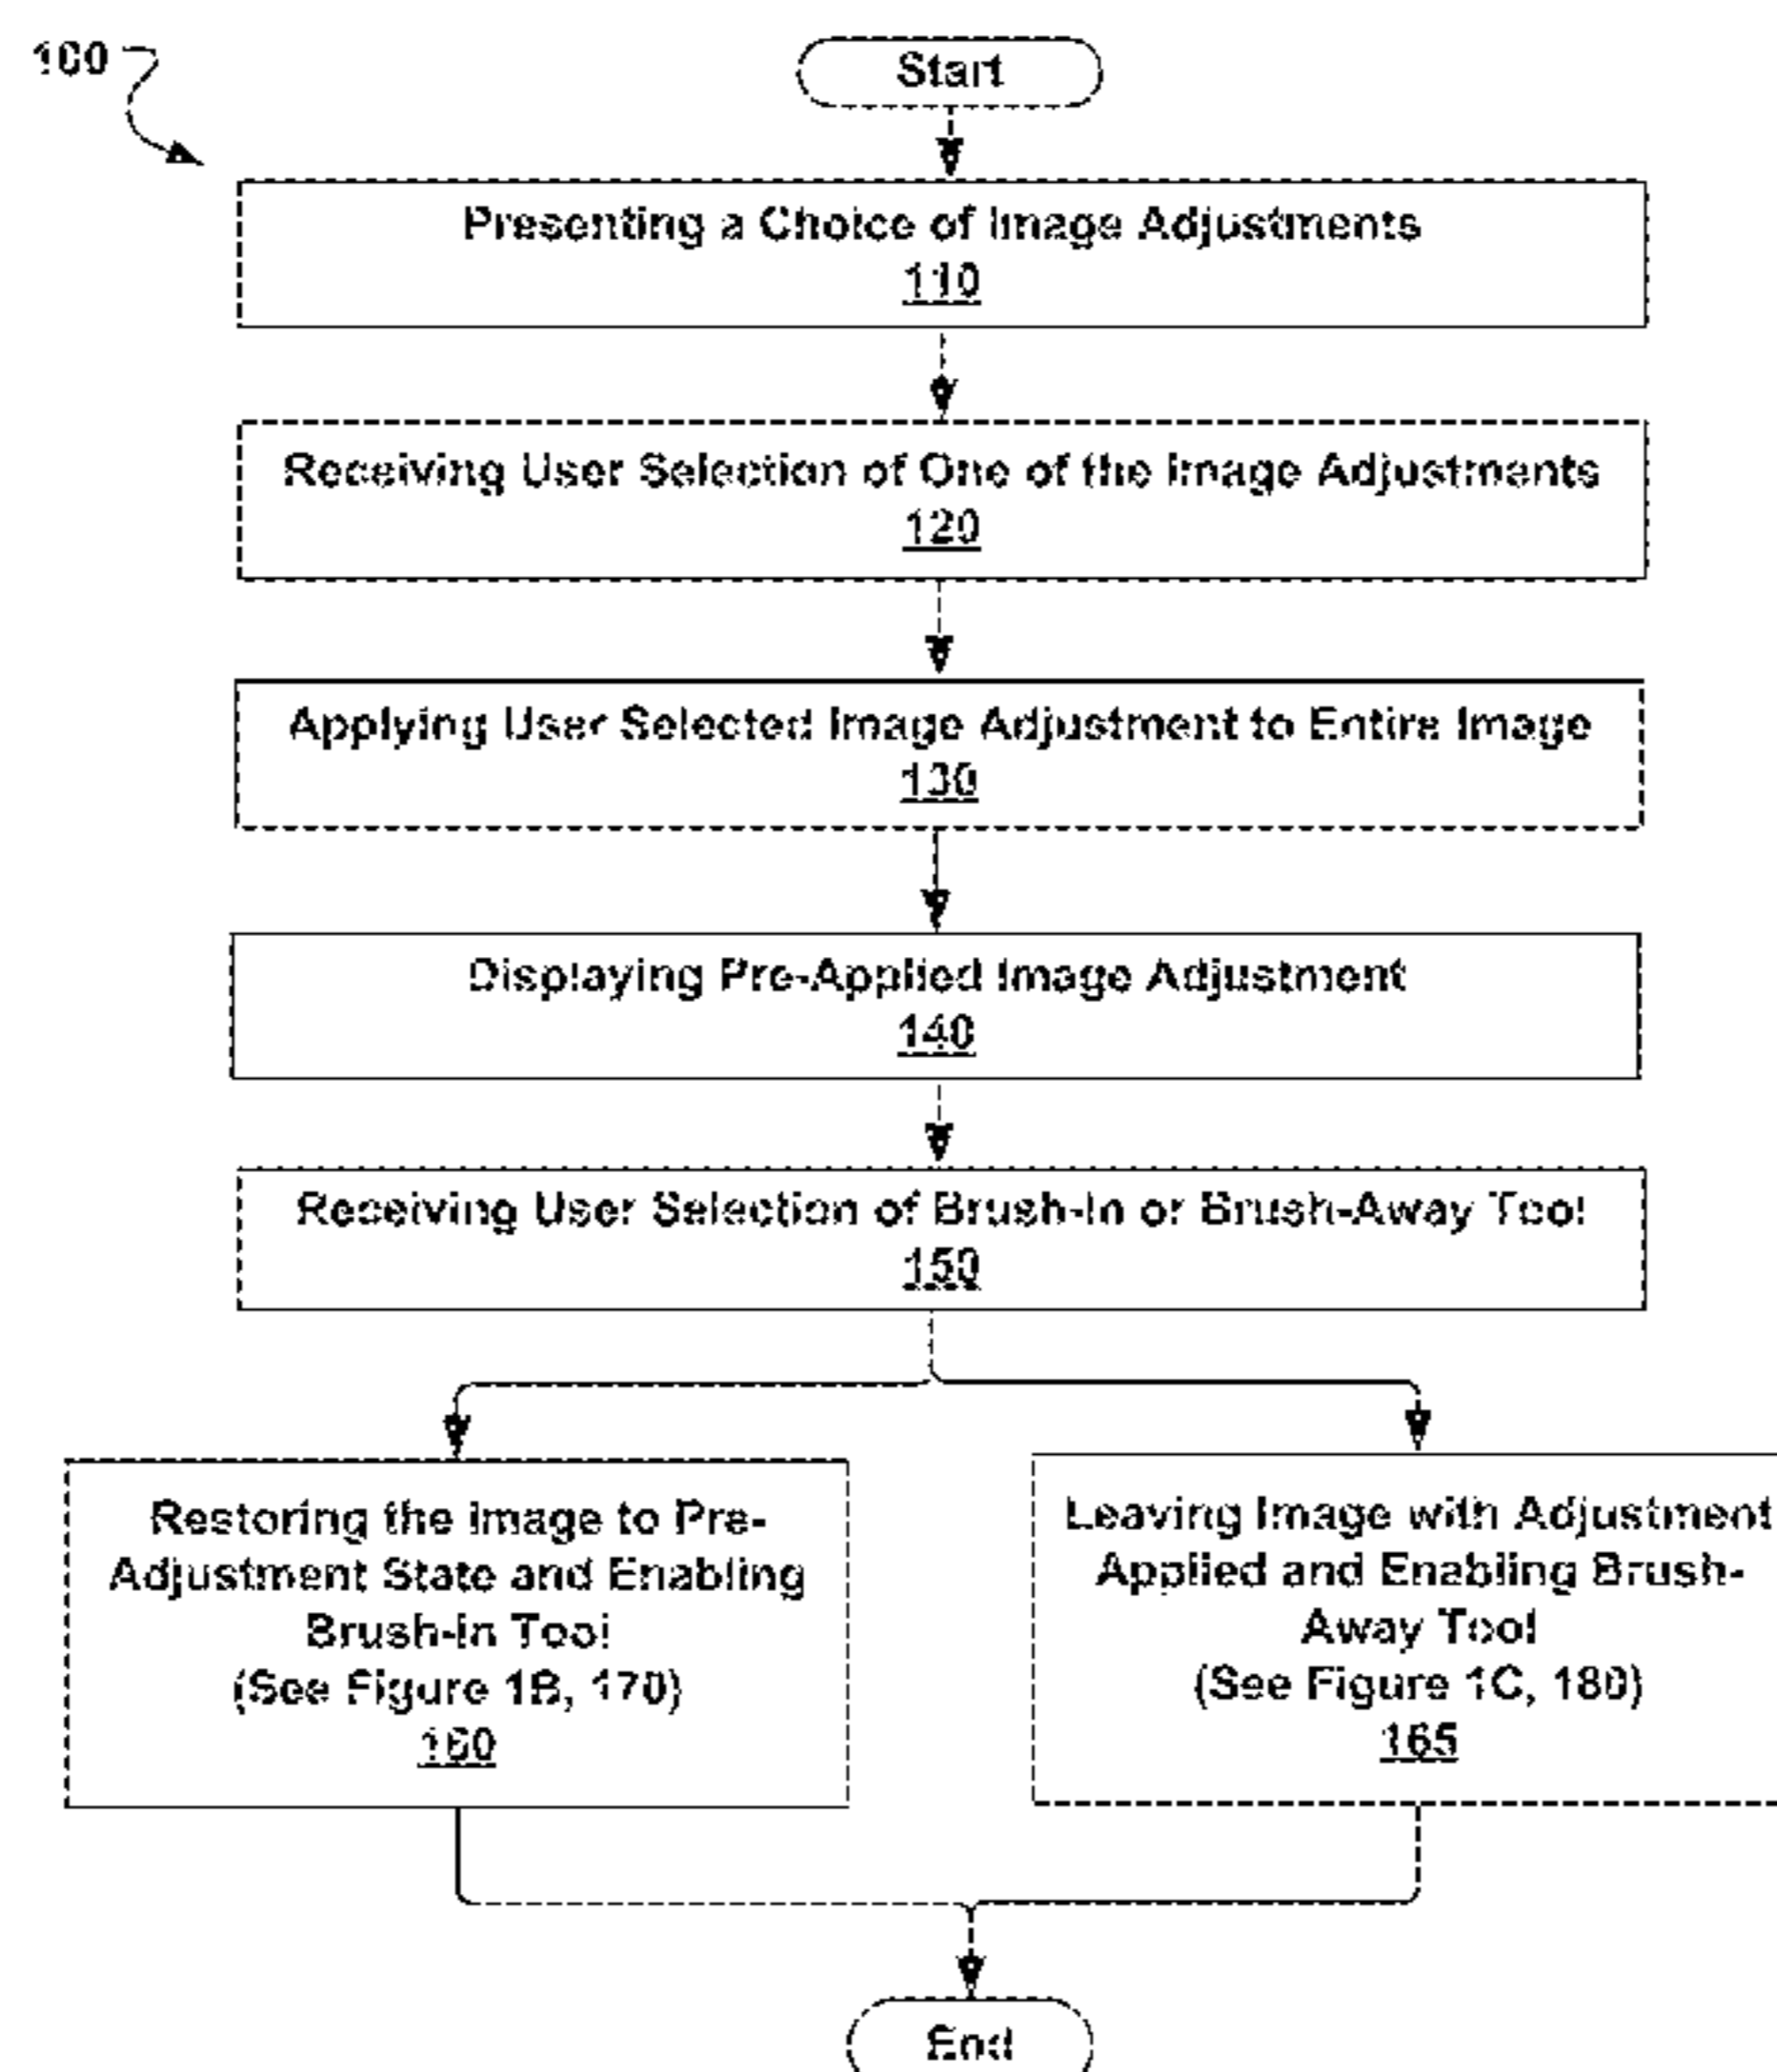 100
Start
Presenting a Choice of Image Adjustments
110
Receiving User Selection of One of the Image Adjustments
120
Applying User Selected Image Adjustment to Entire Image
130
Displaying Pre-Applied Image Adjustment
140
Receiving User Selection of Brush-In or Brush-Away Tool
150
Restoring the Image to Pre-
Adjustment State and Enabling
Brush-In Tool
(See Figure 1B, 170)
160
Leaving Image with Adjustment
Applied and Enabling Brush-
Away Tool
(See Figure 1C, 180)
165
End